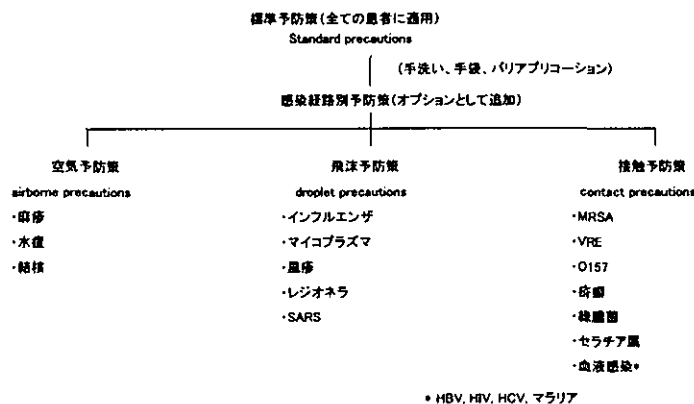 標準予防策(全ての患者に適用)
Standard precautions
(手洗い、手袋、バリアプリコーション)
感染経路別予防策(オプションとして追加)
空気予防策
airborne precautions
・麻疹
・水痘
・結核
飛沫予防策
droplet precautions
・インフルエンザ
・マイコプラズマ
・風疹
・レジオネラ
・SARS
接触予防策
contact precautions
・MRSA
・VRE
・O157
・疥癬
・緑膿菌
・セラチア属
・血液感染*
* HBV, HIV, HCV, マラリア